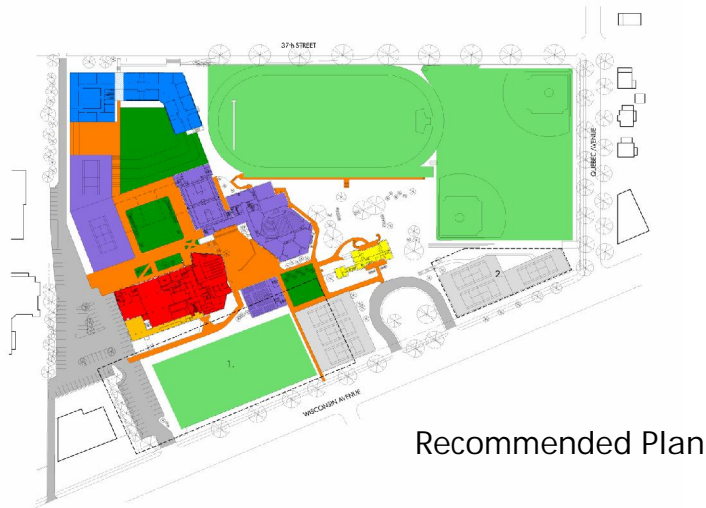 37th STREET
QUEBEC AVENUE
2.
1.
WISCONSIN AVENUE
Recommended Plan